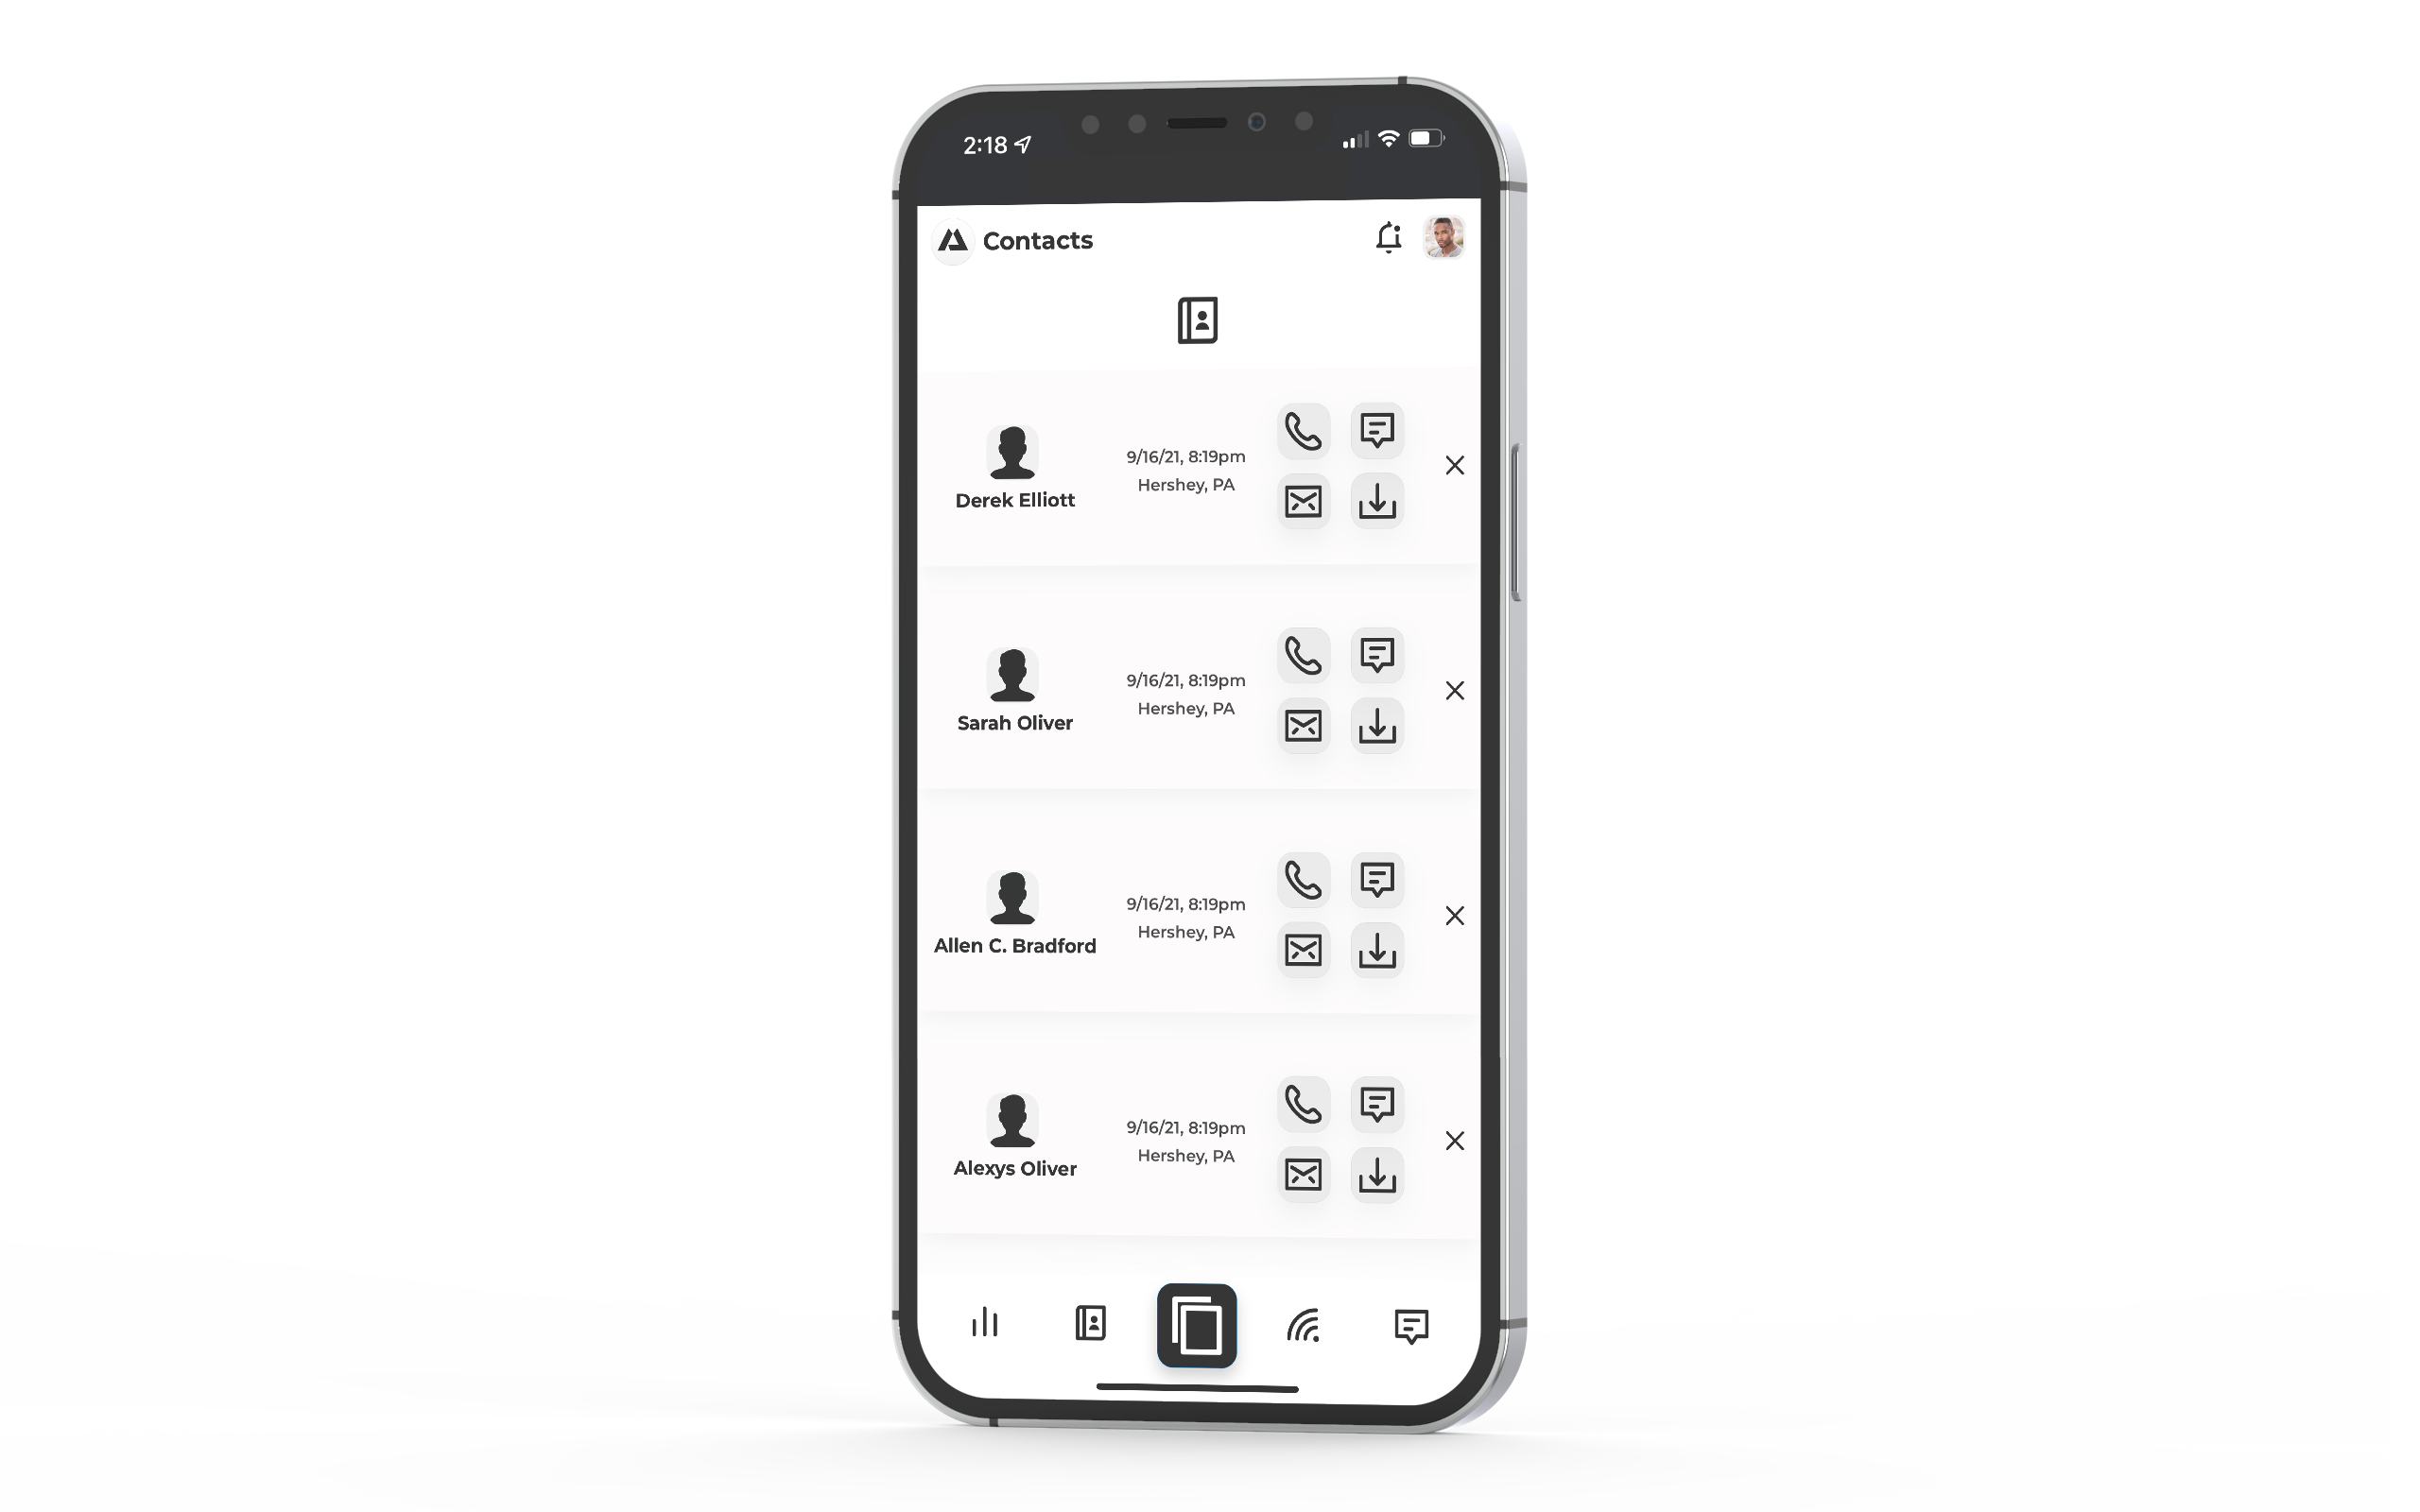 2:18
Contacts
9/16/21, 8:19pm
Hershey, PA
Derek Elliott
9/16/21, 8:19pm
Hershey, PA
Sarah Oliver
9/16/21, 8:19pm
Hershey, PA
Allen C. Bradford
9/16/21, 8:19pm
Hershey, PA
Alexys Oliver